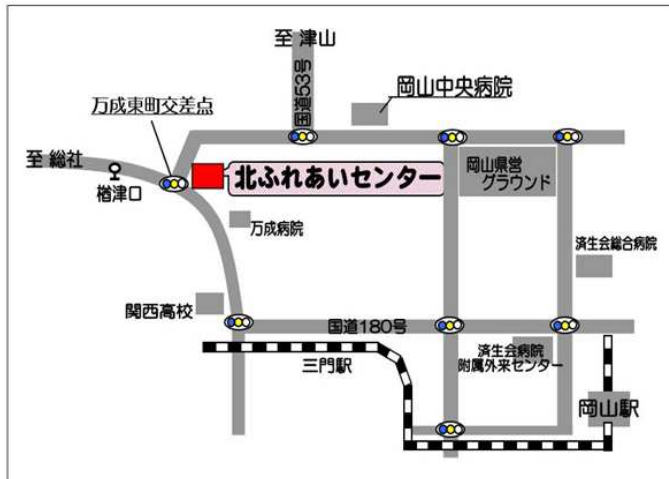 至 津山
国道53号
岡山中央病院
万成東町交差点
至 総社
楢津口
北ふれあいセンター
岡山県営
グラウンド
万成病院
済生会総合病院
関西高校
国道180号
三門駅
済生会病院
附属外来センター
岡山駅